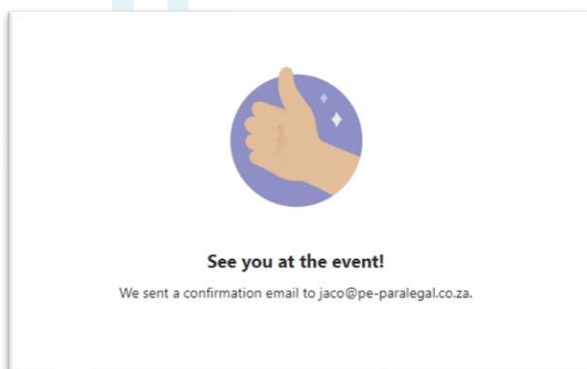 See you at the event!
We sent a confirmation email to jaco@pe-paralegal.co.za.